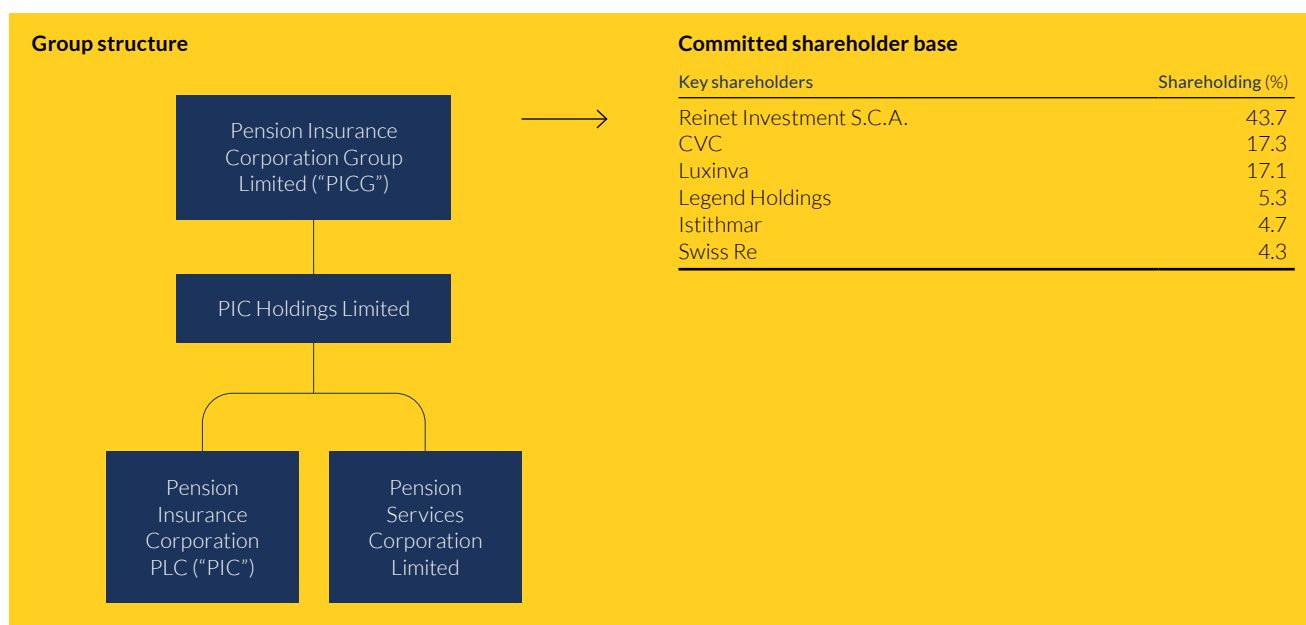 Group structure
Pension Insurance
Corporation Group
Limited (“PICG”)
PIC Holdings Limited
Pension
Insurance
Corporation
PLC (“PIC”)
Pension
Services
Corporation
Limited
Committed shareholder base
Key shareholders Shareholding (%)
Reinet Investment S.C.A. 43.7
CVC 17.3
Luxinva 17.1
Legend Holdings 5.3
Istithmar 4.7
Swiss Re 4.3